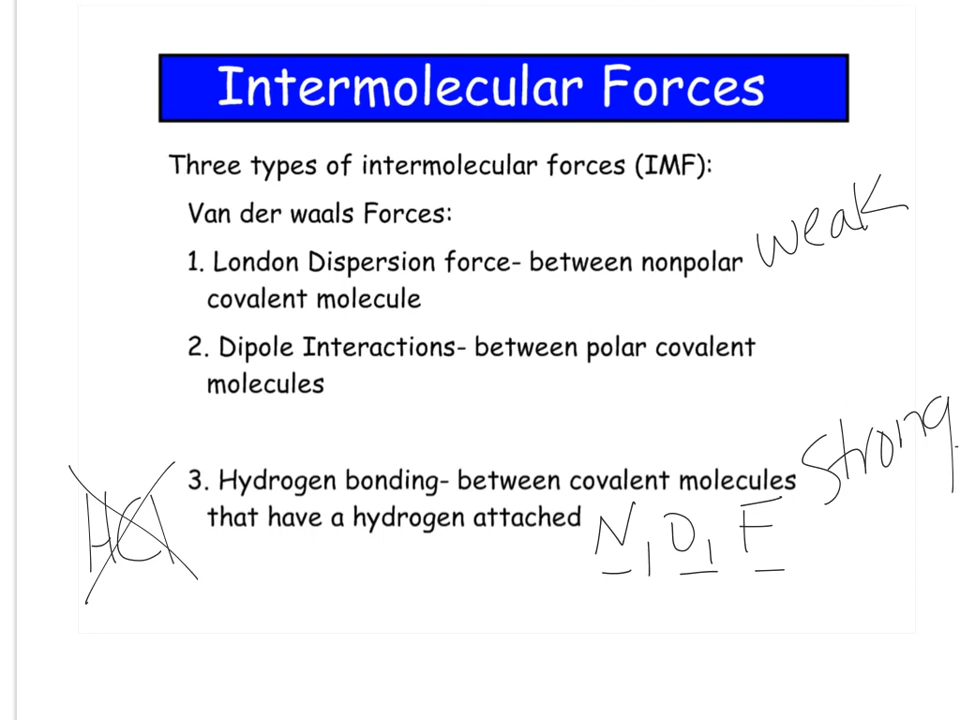 Intermolecular Forces
Three types of intermolecular forces (IMF):
Van der waals Forces:
weak
1. London Dispersion force- between nonpolar
covalent molecule
2. Dipole Interactions- between polar covalent
molecules
strong
3. Hydrogen bonding- between covalent molecules
that have a hydrogen attached N, O, F
HCl